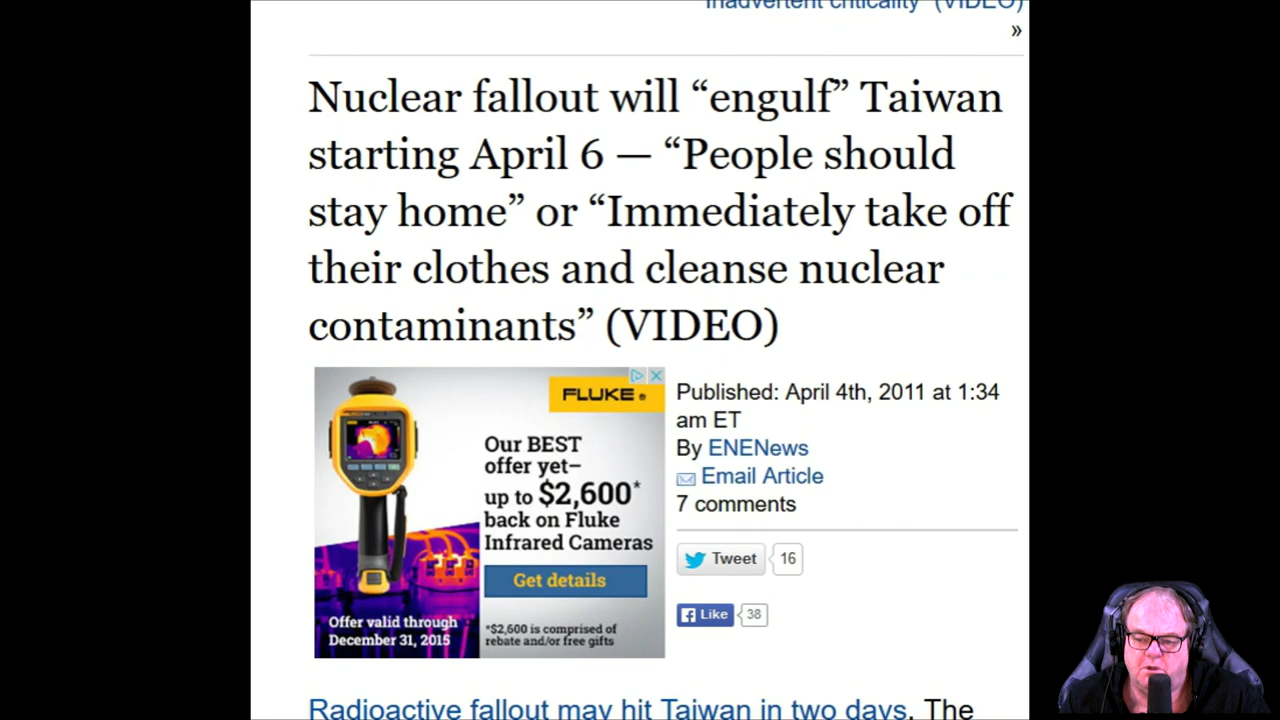 inadvertent criticality" (VIDEO)
»
Nuclear fallout will “engulf” Taiwan
starting April 6 — “People should
stay home” or “Immediately take off
their clothes and cleanse nuclear
contaminants” (VIDEO)
FLUKE
Our BEST
offer yet–
up to $2,600*
back on Fluke
Infrared Cameras
Get details
Offer valid through
December 31, 2015
*$2,600 is comprised of
rebate and/or free gifts
Published: April 4th, 2011 at 1:34
am ET
By ENENews
Email Article
7 comments
Tweet 16
Like 38
Radioactive fallout may hit Taiwan in two days. The